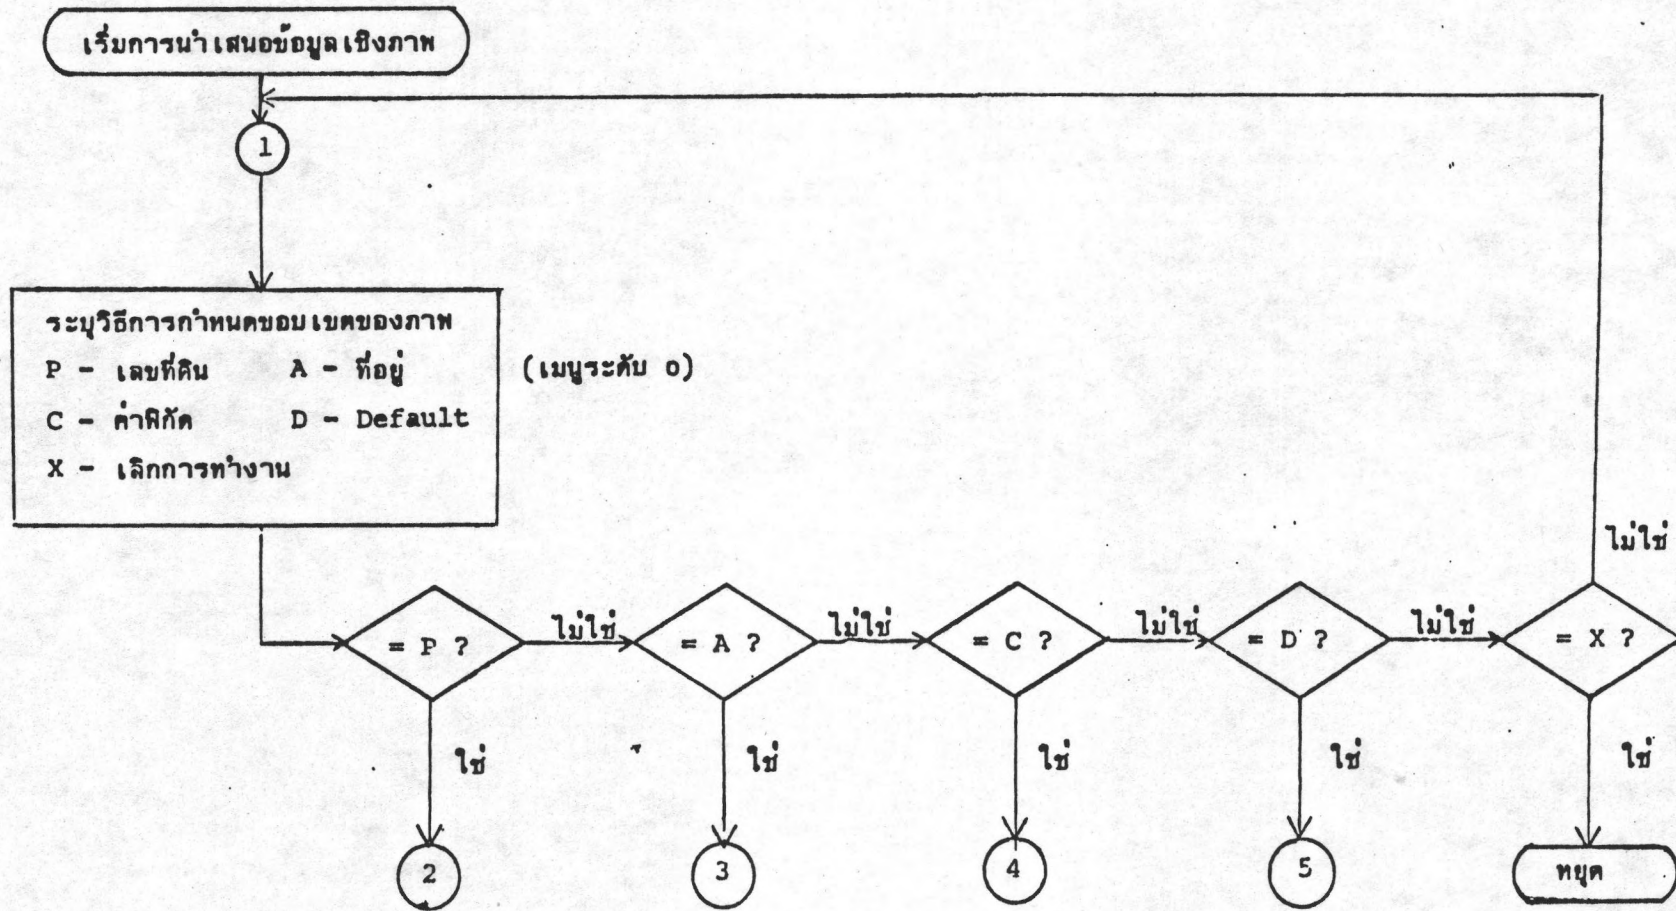 เริ่มการนำเสนอข้อมูลเชิงภาพ
1
ระบุวิธีการกำหนดขอบเขตของภาพ
P - เลขที่ดิน A - ที่อยู่ (เมนูระดับ 0)
C - ค่าพิกัด D - Default
X - เลิกการทำงาน
ไม่ใช่
= P ? ไม่ใช่ = A ? ไม่ใช่ = C ? ไม่ใช่ = D ? ไม่ใช่ = X ?
ใช่ ใช่ ใช่ ใช่ ใช่
2 3 4 5 หยุด